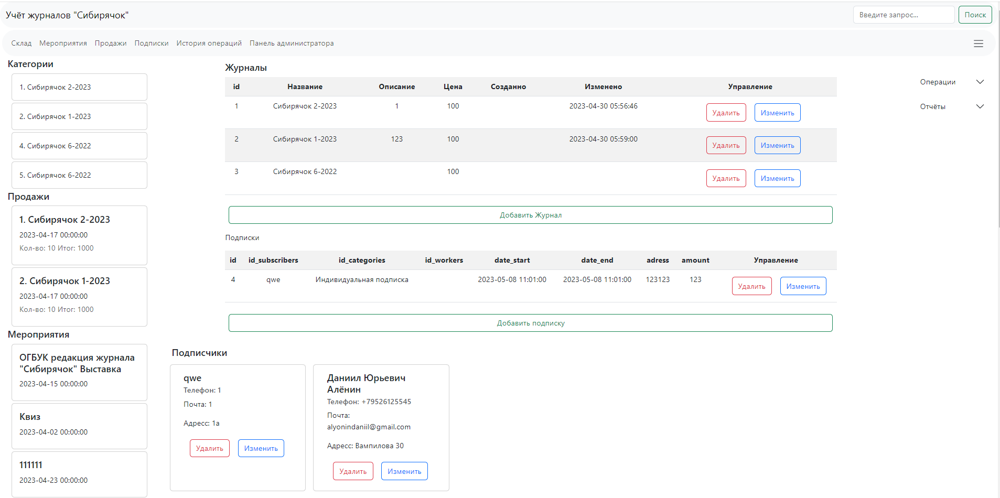 Учёт журналов "Сибирячок"
Введите запрос...
Поиск
Склад Мероприятия Продажи Подписки История операций Панель администратора
Категории
1. Сибирячок 2-2023
2. Сибирячок 1-2023
4. Сибирячок 6-2022
5. Сибирячок 6-2022
Продажи
1. Сибирячок 2-2023
2023-04-17 00:00:00
Кол-во: 10 Итог: 1000
2. Сибирячок 1-2023
2023-04-17 00:00:00
Кол-во: 10 Итог: 1000
Мероприятия
ОГБУК редакция журнала
"Сибирячок" Выставка
2023-04-15 00:00:00
Квиз
2023-04-02 00:00:00
111111
2023-04-23 00:00:00
Журналы
id Название Описание Цена Созданно Изменено Управление
1 Сибирячок 2-2023 1 100 2023-04-30 05:56:46 Удалить Изменить
2 Сибирячок 1-2023 123 100 2023-04-30 05:59:00 Удалить Изменить
3 Сибирячок 6-2022 100 Удалить Изменить
Добавить Журнал
Подписки
id id_subscribers id_categories id_workers date_start date_end adress amount Управление
4 qwe Индивидуальная подписка 2023-05-08 11:01:00 2023-05-08 11:01:00 123123 123 Удалить Изменить
Добавить подписку
Подписчики
qwe
Телефон: 1
Почта: 1
Адресс: 1а
Удалить Изменить
Даниил Юрьевич
Алёнин
Телефон: +79526125545
Почта:
alyonindaniil@gmail.com
Адресс: Вампилова 30
Удалить Изменить
Операции
Отчёты